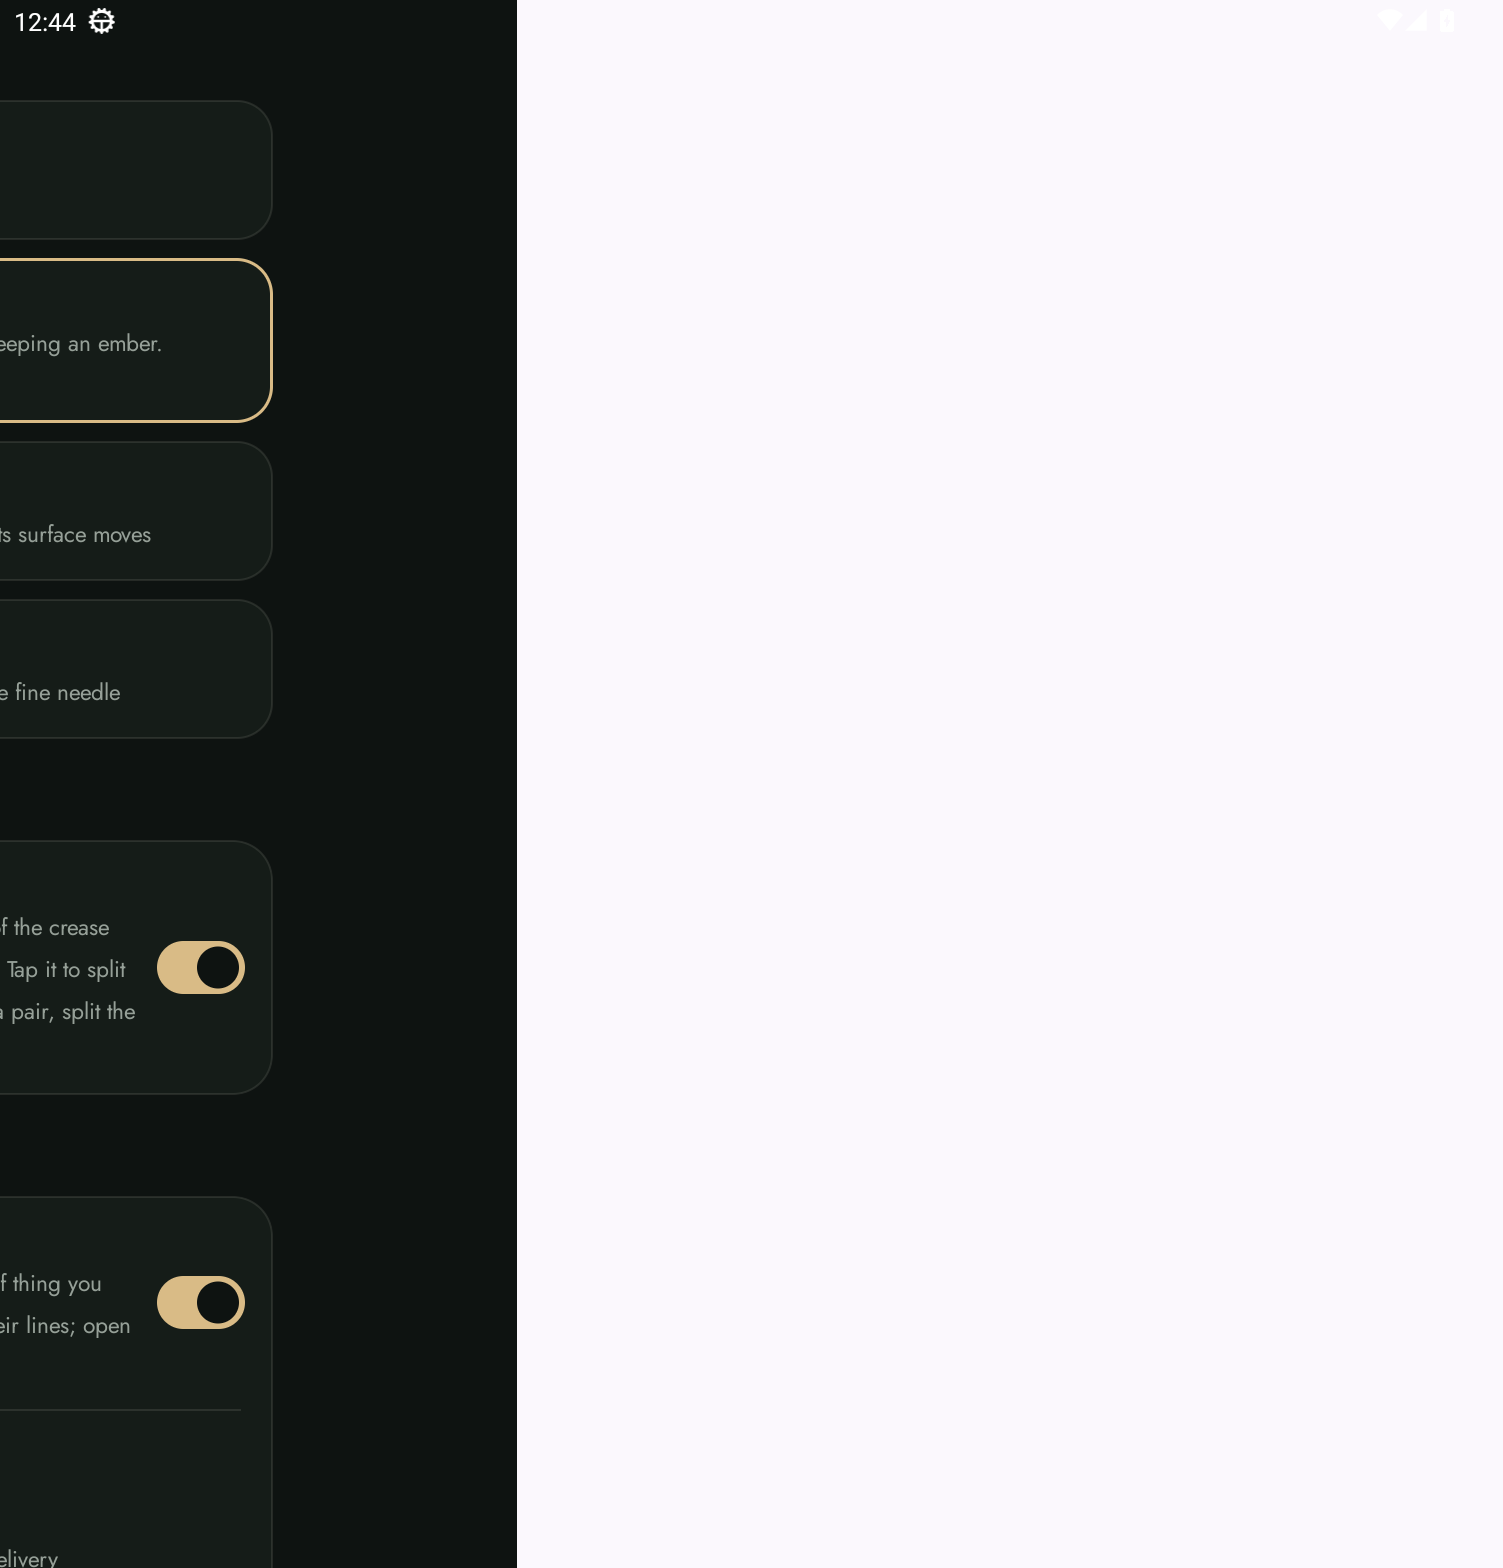 12:44
eeping an ember.
ts surface moves
e fine needle
of the crease
Tap it to split
a pair, split the
f thing you
eir lines; open
elivery